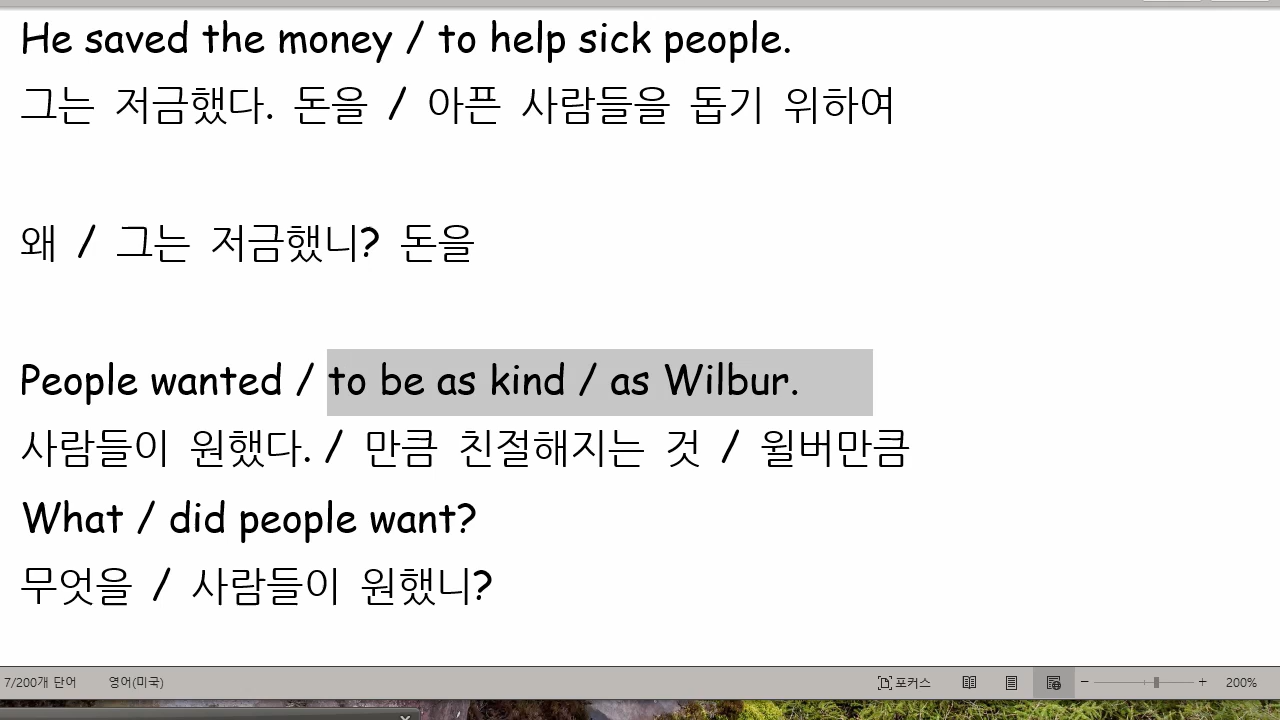 He saved the money / to help sick people.
그는 저금했다. 돈을 / 아픈 사람들을 돕기 위하여
왜 / 그는 저금했니? 돈을
People wanted / to be as kind / as Wilbur.
사람들이 원했다. / 만큼 친절해지는 것 / 윌버만큼
What / did people want?
무엇을 / 사람들이 원했니?
7/200개 단어 영어(미국) 포커스 200%